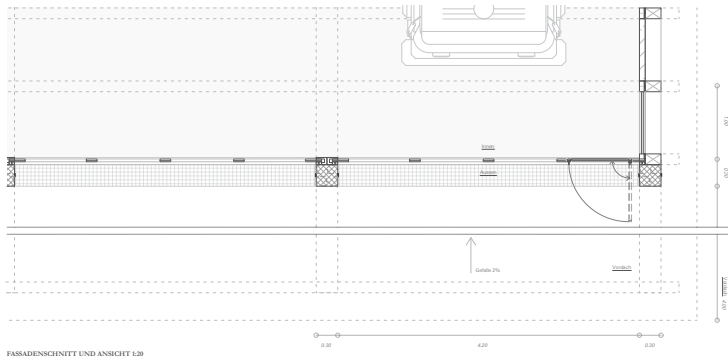 Innen
Aussen
Gefälle 2%
Vordach
0.30
4.20
0.30
FASSADENSCHNITT UND ANSICHT 1:20